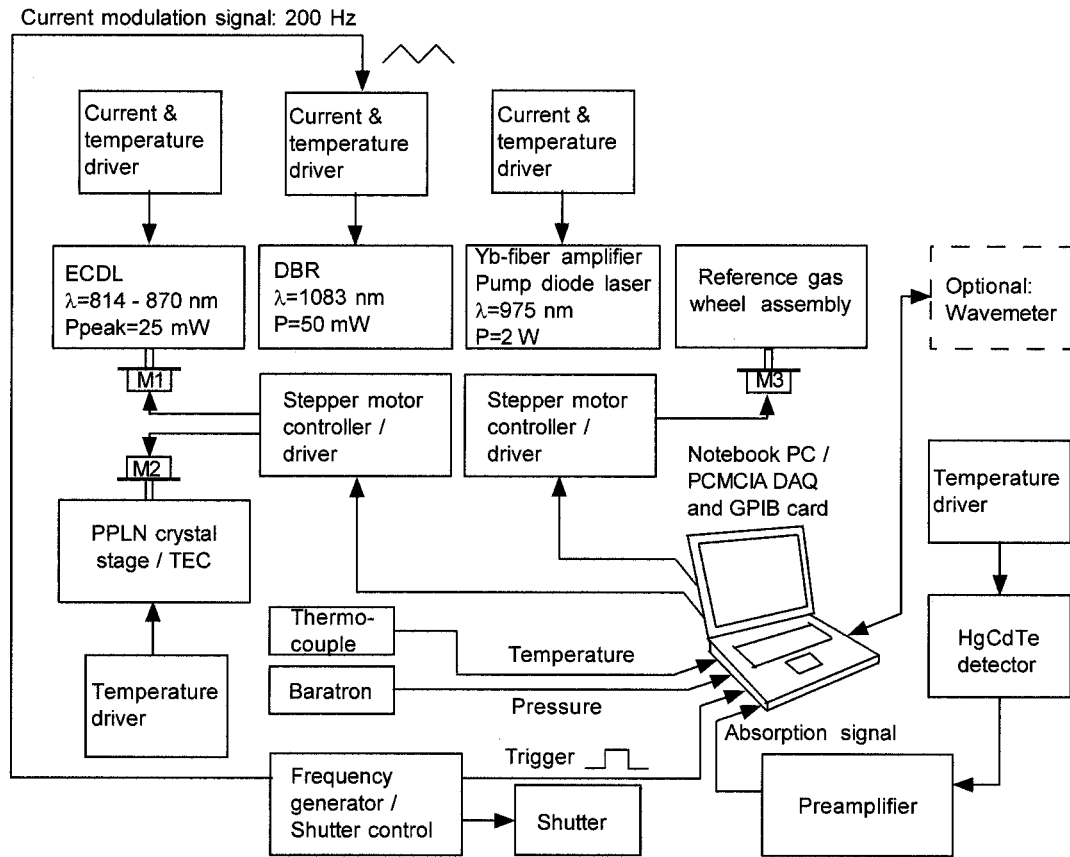 Current modulation signal: 200 Hz
Current &
temperature
driver
Current &
temperature
driver
Current &
temperature
driver
ECDL
λ=814 - 870 nm
Ppeak=25 mW
DBR
λ=1083 nm
P=50 mW
Yb-fiber amplifier
Pump diode laser
λ=975 nm
P=2 W
Reference gas
wheel assembly
Optional:
Wavemeter
M1
M3
Stepper motor
controller /
driver
Stepper motor
controller /
driver
M2
Notebook PC /
PCMCIA DAQ
and GPIB card
Temperature
driver
PPLN crystal
stage / TEC
Thermo-
couple
Temperature
HgCdTe
detector
Temperature
driver
Baratron
Pressure
Absorption signal
Trigger
Frequency
generator /
Shutter control
Shutter
Preamplifier